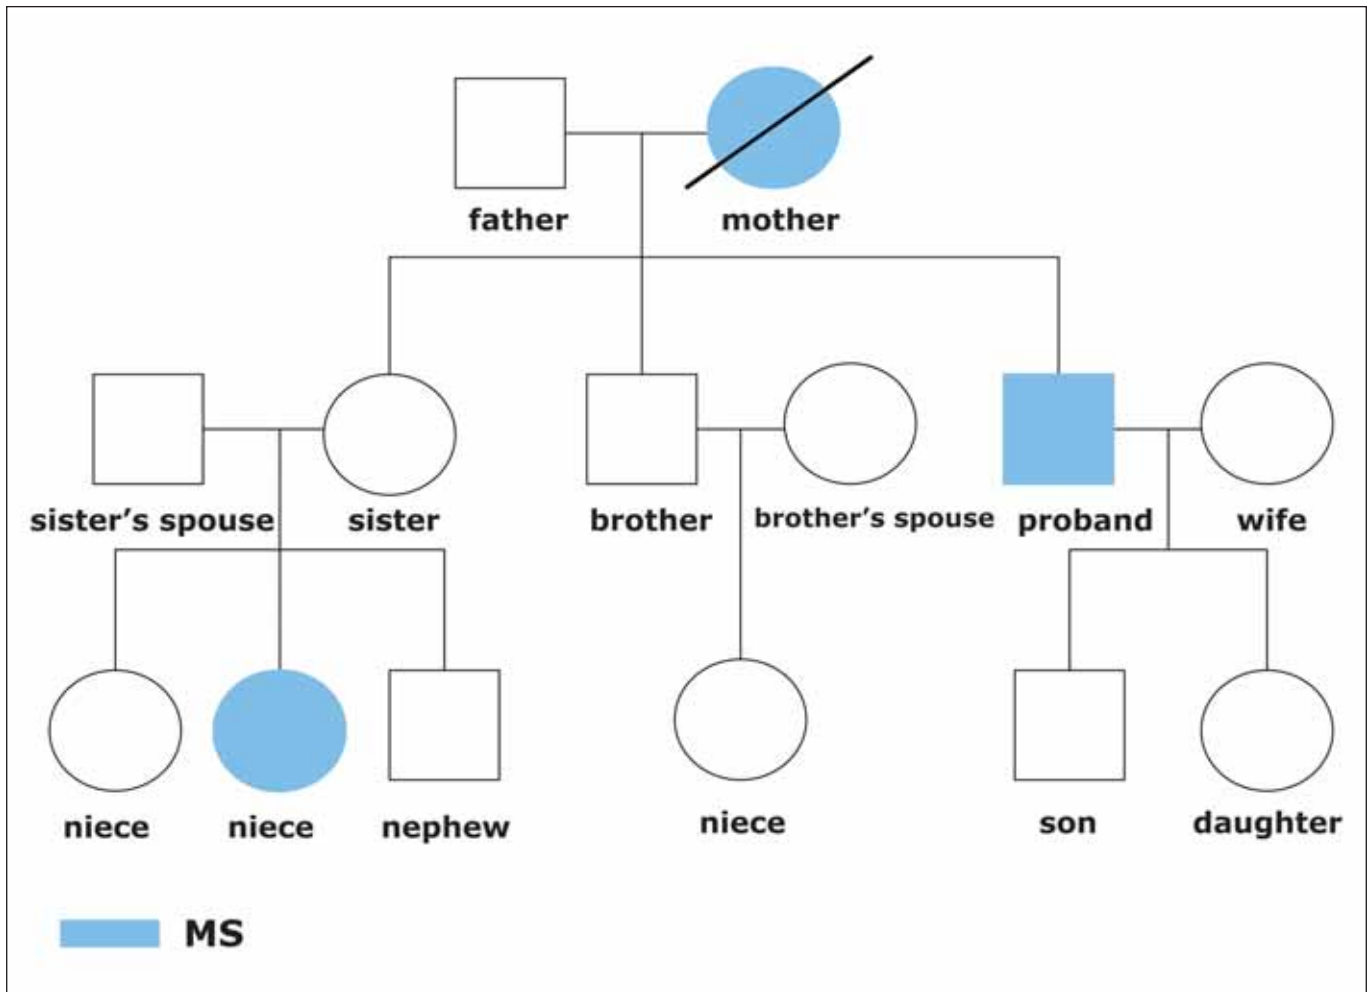 father mother
sister's spouse sister brother brother's spouse proband wife
niece niece nephew niece son daughter
MS